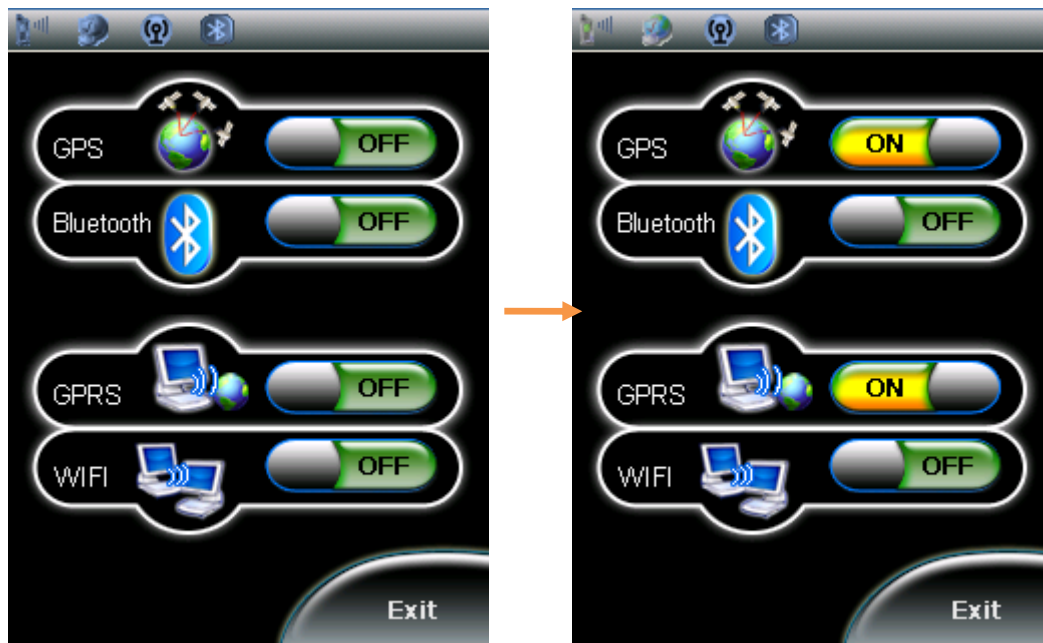 GPS OFF
Bluetooth OFF
GPRS OFF
WIFI OFF
Exit
GPS ON
Bluetooth OFF
GPRS ON
WIFI OFF
Exit